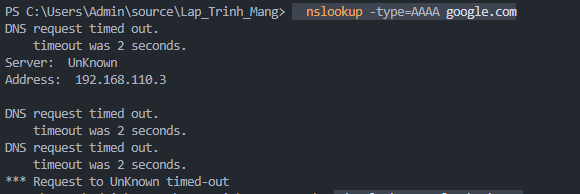 PS C:\Users\Admin\source\Lap_Trinh_Mang>   nslookup -type=AAAA google.com
DNS request timed out.
    timeout was 2 seconds.
Server:  UnKnown
Address:  192.168.110.3

DNS request timed out.
    timeout was 2 seconds.
DNS request timed out.
    timeout was 2 seconds.
*** Request to UnKnown timed-out